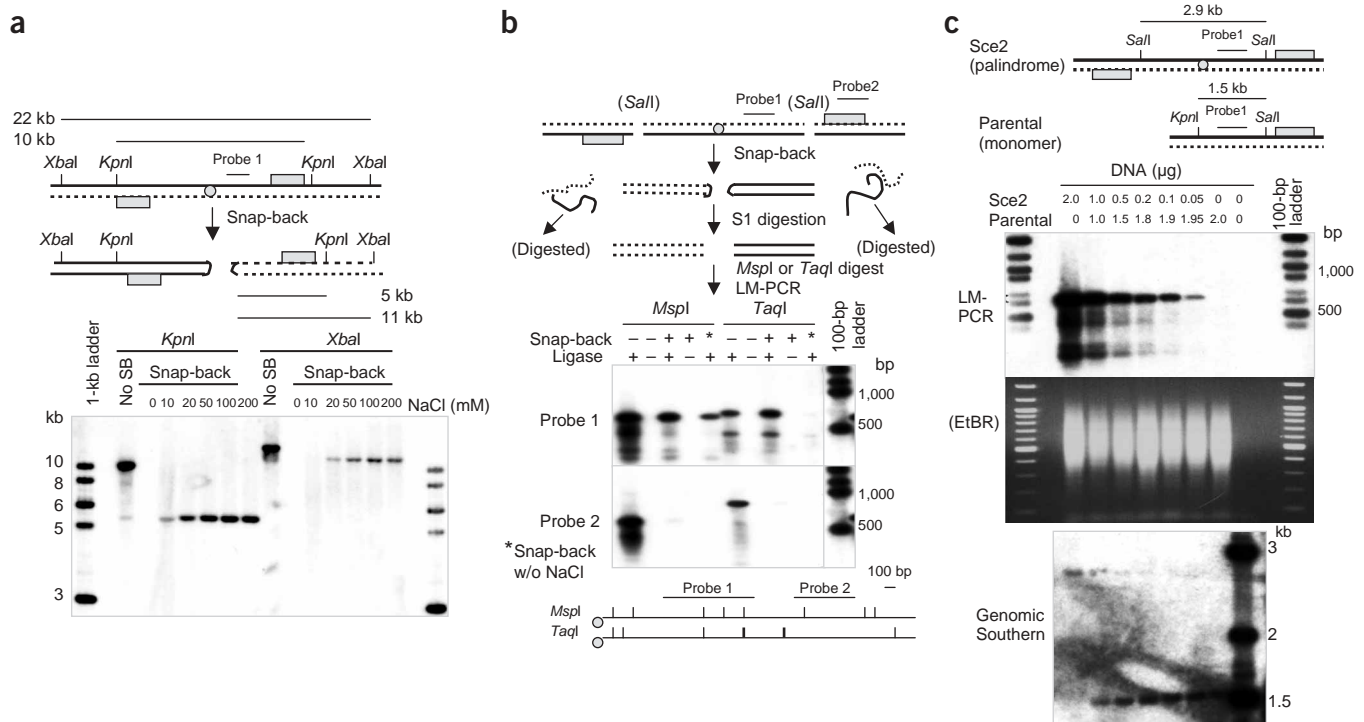 a
22 kb
10 kb
XbaI KpnI Probe 1 KpnI XbaI
Snap-back
XbaI KpnI KpnI XbaI
5 kb
11 kb
1-kb ladder
KpnI XbaI
No SB Snap-back No SB Snap-back
0 10 20 50 100 200 0 10 20 50 100 200 NaCl (mM)
kb
10
8
6
5
3
b
(SalI) Probe1 (SalI) Probe2
Snap-back
S1 digestion
(Digested) (Digested)
MspI or TaqI digest
LM-PCR
MspI TaqI
100-bp ladder
Snap-back – – + + * – – + + *
Ligase + – + – + + – + – +
bp
1,000
Probe 1
500
1,000
Probe 2
500
*Snap-back
w/o NaCl
100 bp
Probe 1 Probe 2
MspI
TaqI
c
2.9 kb
Sce2
(palindrome)
SalI Probe1 SalI
1.5 kb
Parental
(monomer)
KpnI Probe1 SalI
DNA (µg)
100-bp ladder
Sce2 2.0 1.0 0.5 0.2 0.1 0.05 0 0
Parental 0 1.0 1.5 1.8 1.9 1.95 2.0 0
bp
1,000
LM-
PCR
500
(EtBR)
kb
3
Genomic
Southern
2
1.5